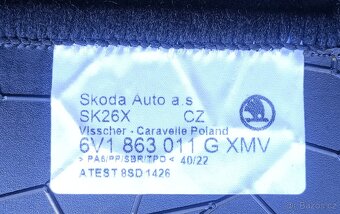 Skoda Auto a.s
SK26X CZ
Visscher - Caravelle Poland
6V1 863 011 G XMV
> PA6/PP/SBR/TPO < 40/22
ATEST 8SD 1426